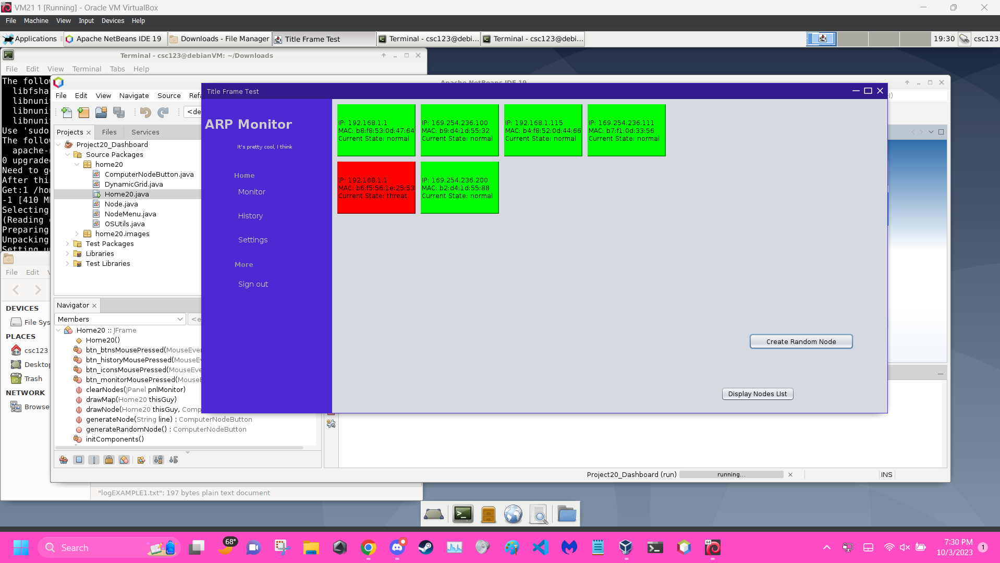 VM21 1 [Running] - Oracle VM VirtualBox
File Machine View Input Devices Help
Applications
Apache NetBeans IDE 19
Downloads - File Manager
Title Frame Test
Terminal - csc123@debi...
Terminal - csc123@debi...
19:30
csc123
Terminal - csc123@debianVM: ~/Downloads
File Edit View Terminal Tabs Help
The follow
libfsha
libnuni
libnuni
libnuni
Use 'sudo
The follow
apache-
0 upgraded
Need to g
After thi
Get:1 /ho
-1 [410 M
Selecting
(Reading
Preparing
Unpacking
Setting u
Apache NetBeans IDE 19
File Edit View Navigate Source Refa
<de
Projects Files Services
Project20_Dashboard
Source Packages
home20
ComputerNodeButton.java
DynamicGrid.java
Home20.java
Node.java
NodeMenu.java
OSUtils.java
home20.images
Test Packages
Libraries
Test Libraries
Navigator
Members
<e
Home20 :: JFrame
Home20()
btn_btnsMousePressed(MouseEven
btn_historyMousePressed(MouseEv
btn_iconsMousePressed(MouseEve
btn_monitorMousePressed(MouseE
clearNodes(JPanel pnlMonitor)
drawMap(Home20 thisGuy)
drawNode(Home20 thisGuy, Comp
generateNode(String line) : ComputerNodeButton
generateRandomNode() : ComputerNodeButton
initComponents()
Title Frame Test
ARP Monitor
It's pretty cool, I think
Home
Monitor
History
Settings
More
Sign out
IP: 192.168.1.1
MAC: b8:f8:53:0d:47:64
Current State: normal
IP: 169.254.236.100
MAC: b9:d4:1d:55:32
Current State: normal
IP: 192.168.1.115
MAC: b4:f8:52:0d:44:66
Current State: normal
IP: 169.254.236.111
MAC: b7:f1:0d:33:56
Current State: normal
IP: 192.168.1.1
MAC: b6:f5:56:1e:25:53
Current State: threat
IP: 169.254.236.200
MAC: b2:d4:1d:55:88
Current State: normal
Create Random Node
Display Nodes LIst
Project20_Dashboard (run)
running...
INS
File Edit V
DEVICES
File Sys
PLACES
csc123
Desktop
Trash
NETWORK
Browse
"logEXAMPLE1.txt": 197 bytes plain text document
Search
68°
7:30 PM
10/3/2023
1